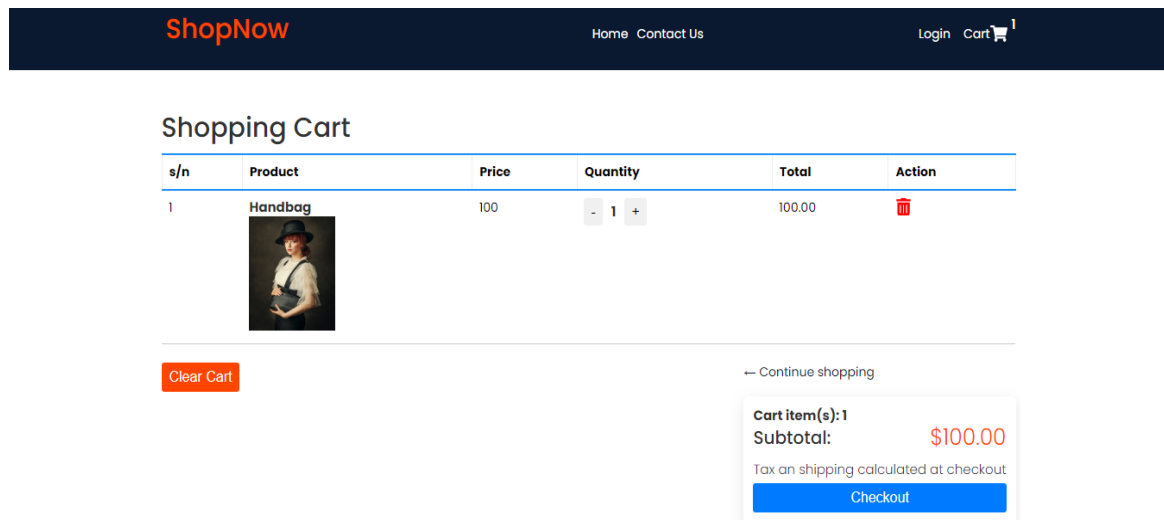 ShopNow
Home Contact Us
Login Cart 1
Shopping Cart
s/n Product Price Quantity Total Action
1 Handbag 100 - 1 + 100.00
Clear Cart
← Continue shopping
Cart item(s): 1
Subtotal: $100.00
Tax an shipping calculated at checkout
Checkout